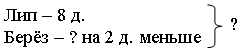 Лип – 8 д.
Берёз – ? на 2 д. меньше
?